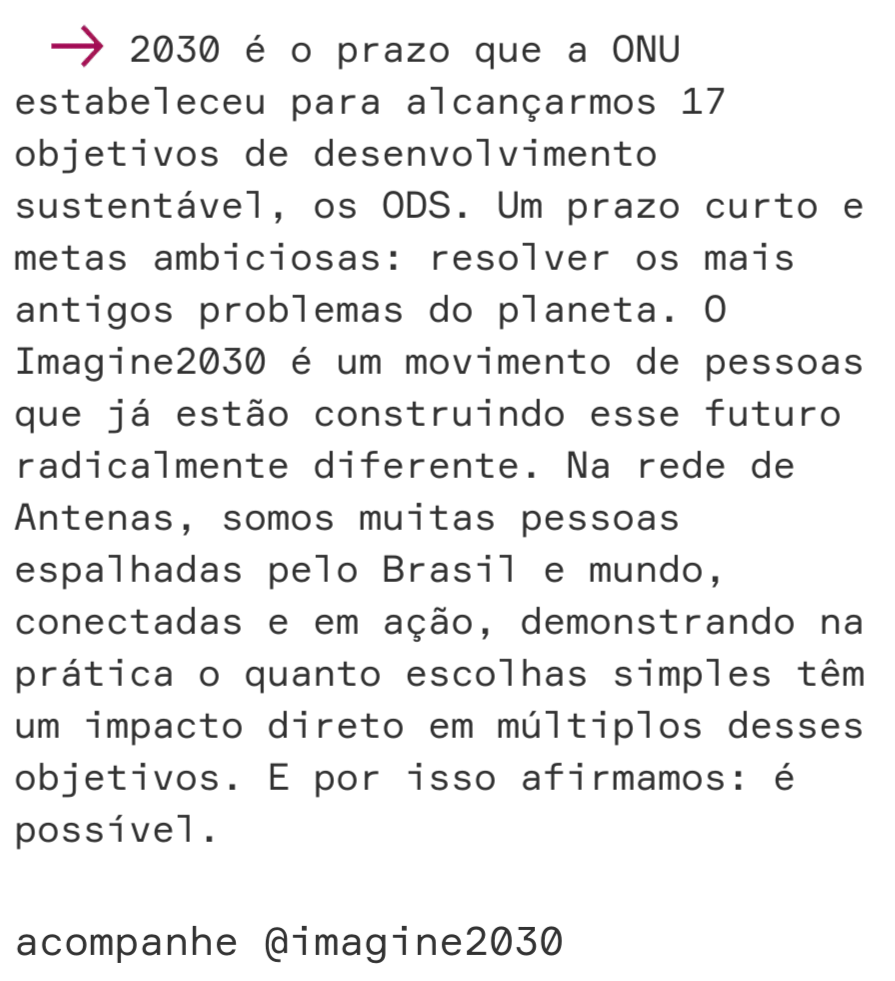 → 2030 é o prazo que a ONU
estabeleceu para alcançarmos 17
objetivos de desenvolvimento
sustentável, os ODS. Um prazo curto e
metas ambiciosas: resolver os mais
antigos problemas do planeta. O
Imagine2030 é um movimento de pessoas
que já estão construindo esse futuro
radicalmente diferente. Na rede de
Antenas, somos muitas pessoas
espalhadas pelo Brasil e mundo,
conectadas e em ação, demonstrando na
prática o quanto escolhas simples têm
um impacto direto em múltiplos desses
objetivos. E por isso afirmamos: é
possível.
acompanhe @imagine2030